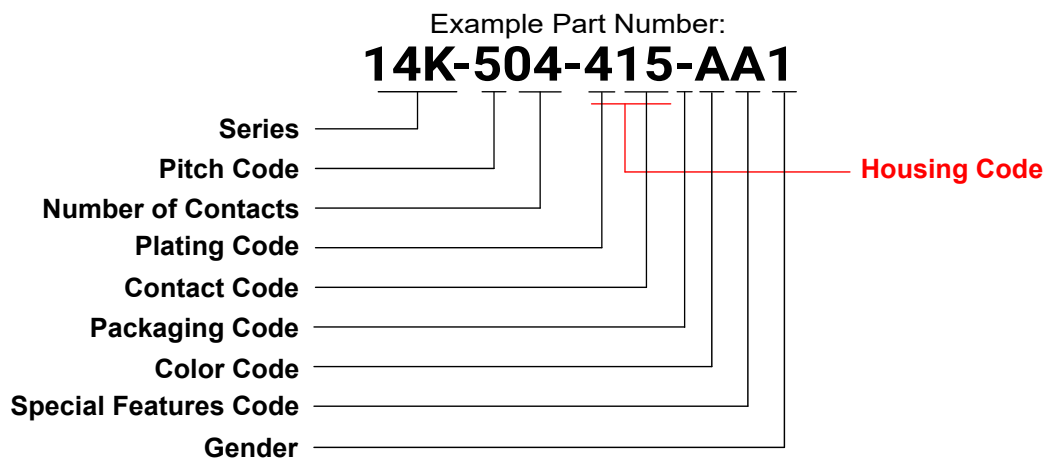 Example Part Number:
14K-504-415-AA1
Series
Pitch Code
Housing Code
Number of Contacts
Plating Code
Contact Code
Packaging Code
Color Code
Special Features Code
Gender